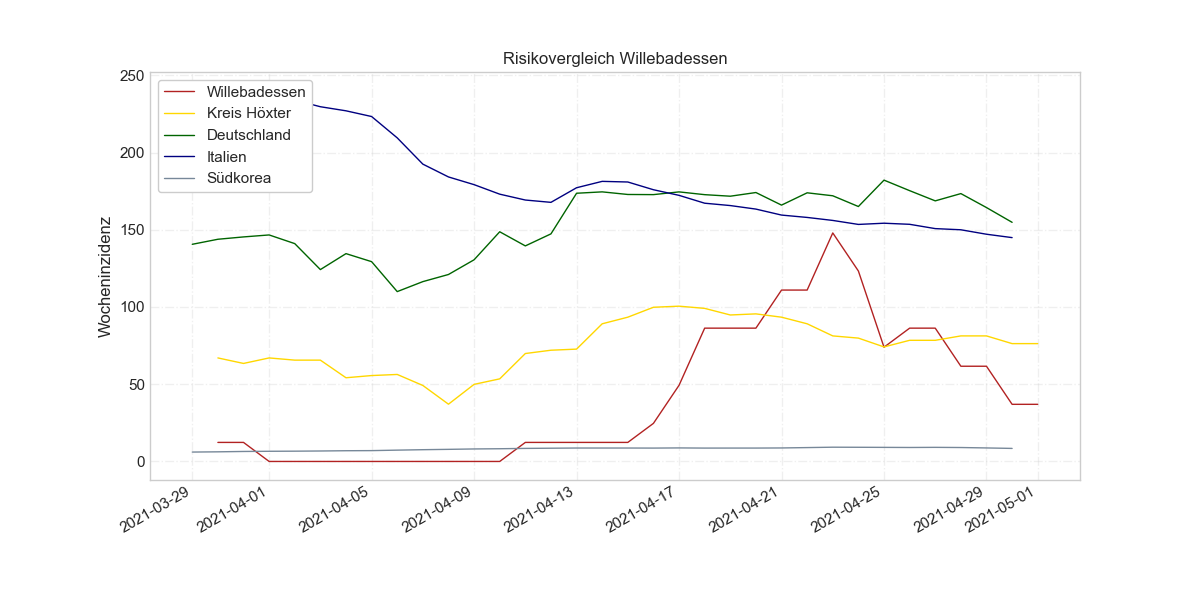 Risikovergleich Willebadessen
Wocheninzidenz
250
200
150
100
50
0
Willebadessen
Kreis Höxter
Deutschland
Italien
Südkorea
2021-03-29
2021-04-01
2021-04-05
2021-04-09
2021-04-13
2021-04-17
2021-04-21
2021-04-25
2021-04-29
2021-05-01